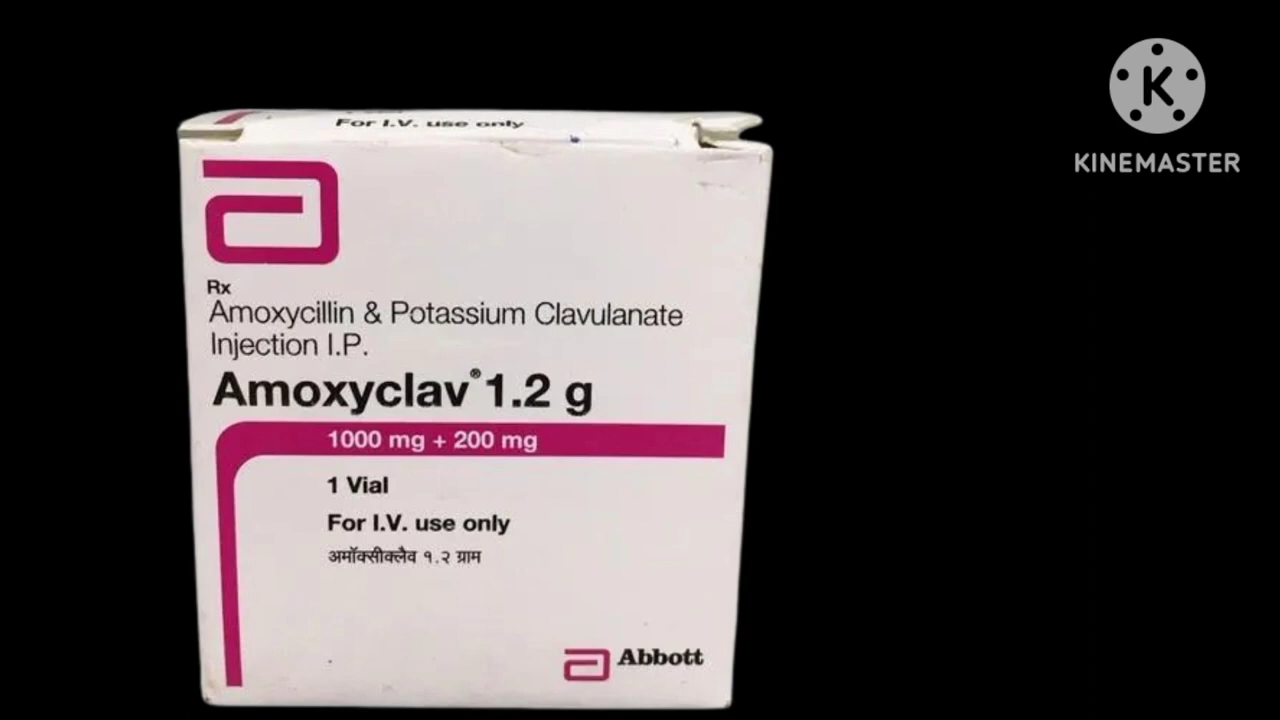 For I.V. use only
Rx
Amoxycillin & Potassium Clavulanate
Injection I.P.
Amoxyclav® 1.2 g
1000 mg + 200 mg
1 Vial
For I.V. use only
अमॉक्सीक्लैव १.२ ग्राम
Abbott
K
KINEMASTER